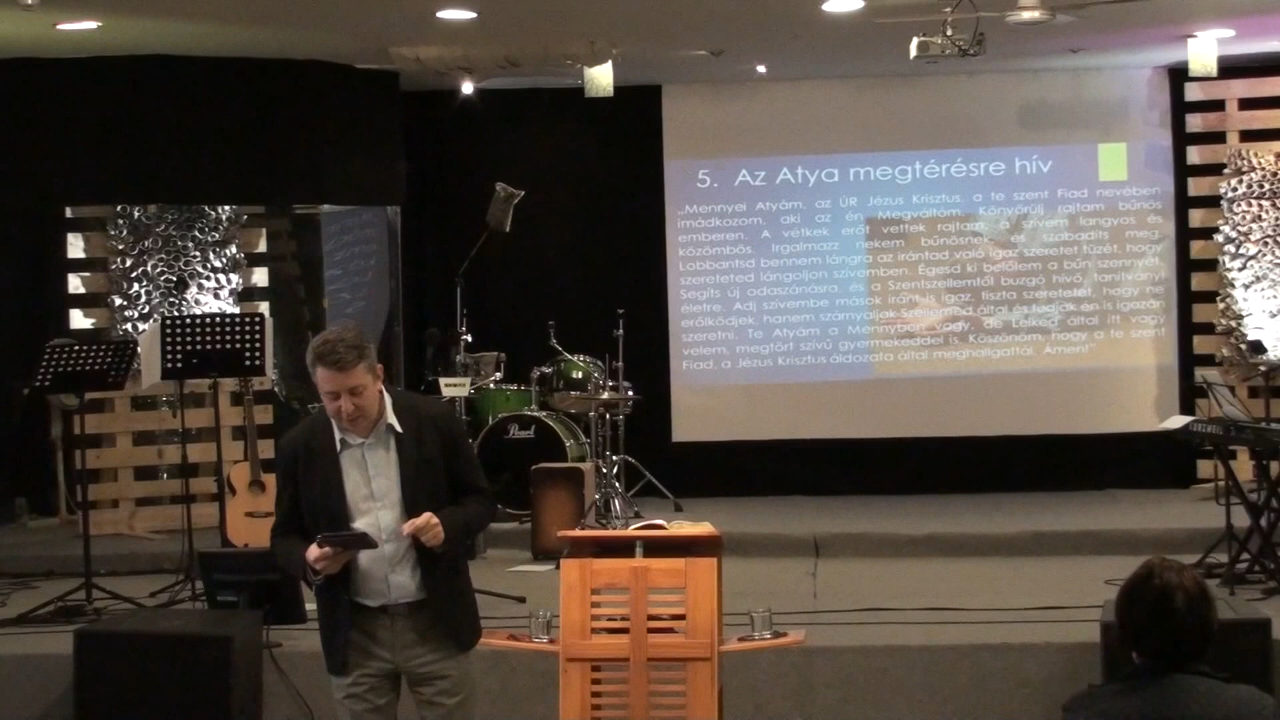 5. Az Atya megtérésre hív
„Mennyei Atyám, az ÚR Jézus Krisztus, a te szent Fiad nevében
imádkozom, aki az én Megváltóm. Könyörülj rajtam bűnös
emberen. A vétkek erőt vettek rajtam, a szívem langyos és
közömbös. Irgalmazz nekem bűnösnek, és szabadíts meg.
Lobbantsd bennem lángra az irántad való igaz szeretet tüzét, hogy
szereteted lángoljon szívemben. Égesd ki belőlem a bűn szennyét.
Segíts új odaszánásra, és a Szentszellemtől buzgó hívő, tanítványi
életre. Adj szívembe mások iránt is igaz, tiszta szeretetet, hogy ne
erőlködjek, hanem szárnyaljak Szellemed által és tudjak én is igazán
szeretni. Te Atyám a Mennyben vagy, de Lelked által itt vagy
velem, megtört szívű gyermekeddel is. Köszönöm, hogy a te szent
Fiad, a Jézus Krisztus áldozata által meghallgattál. Ámen!"
Pearl
KURZWEIL